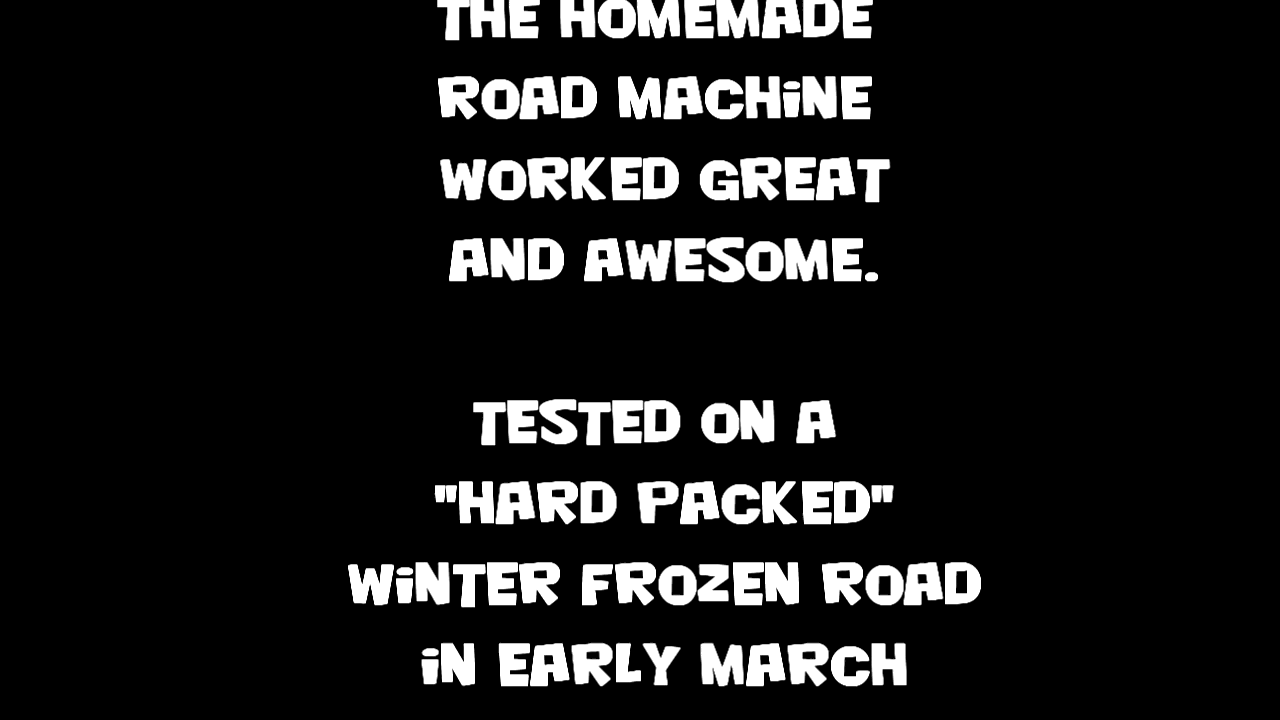 THE HOMEMADE
ROAD MACHiNE
WORKED GREAT
AND AWESOME.
TESTED ON A
"HARD PACKED"
WiNTER FROZEN ROAD
iN EARLY MARCH